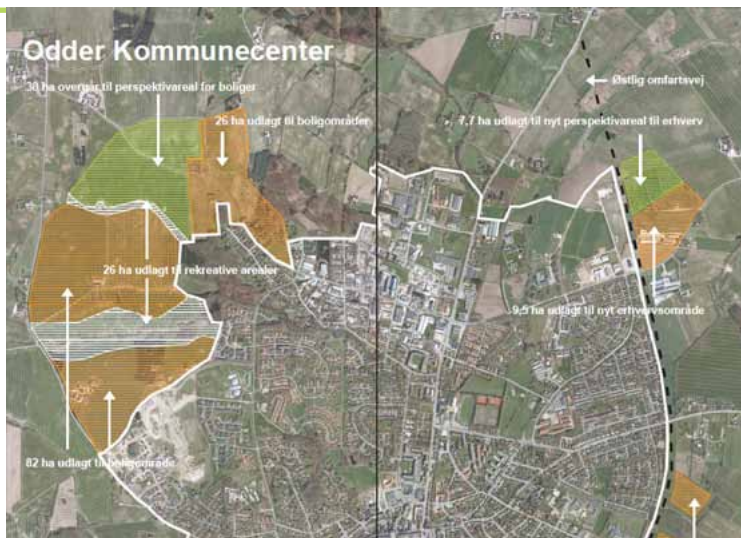 Odder Kommunecenter
30 ha overgår til perspektivareal for boliger
26 ha udlagt til boligområder
Østlig omfartsvej
7,7 ha udlagt til nyt perspektivareal til erhverv
26 ha udlagt til rekreative arealer
9,5 ha udlagt til nyt erhvervsområde
82 ha udlagt til boligområde